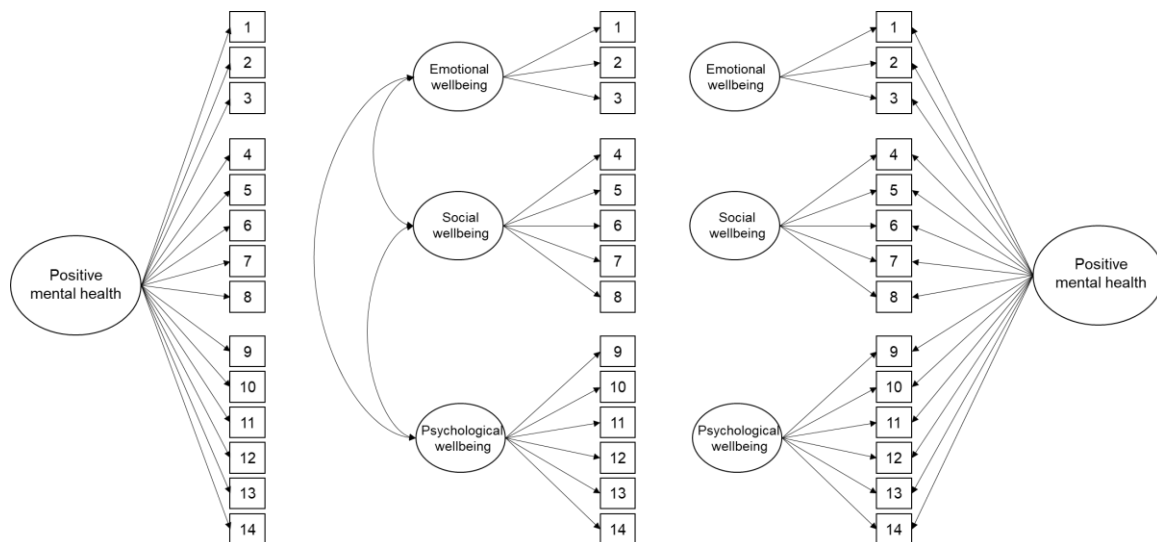 1
2
3
4
5
6
7
8
9
10
11
12
13
14
Positive
mental health
Emotional
wellbeing
Social
wellbeing
Psychological
wellbeing
1
2
3
4
5
6
7
8
9
10
11
12
13
14
Emotional
wellbeing
Social
wellbeing
Psychological
wellbeing
1
2
3
4
5
6
7
8
9
10
11
12
13
14
Positive
mental health